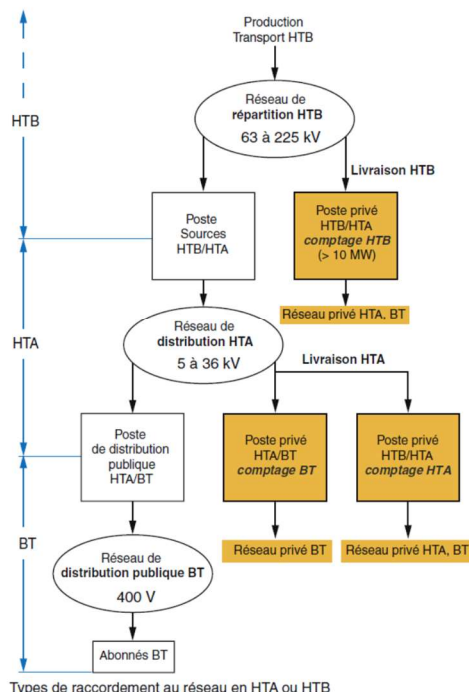 Production
Transport HTB
Réseau de
répartition HTB
63 à 225 kV
HTB
Livraison HTB
Poste
Sources
HTB/HTA
Poste privé
HTB/HTA
comptage HTB
(> 10 MW)
Réseau privé HTA, BT
HTA
Réseau de
distribution HTA
5 à 36 kV
Livraison HTA
Poste
de distribution
publique
HTA/BT
Poste privé
HTA/BT
comptage BT
Poste privé
HTB/HTA
comptage HTA
Réseau privé BT
Réseau privé HTA, BT
BT
Réseau de
distribution publique BT
400 V
Abonnés BT
Types de raccordement au réseau en HTA ou HTB